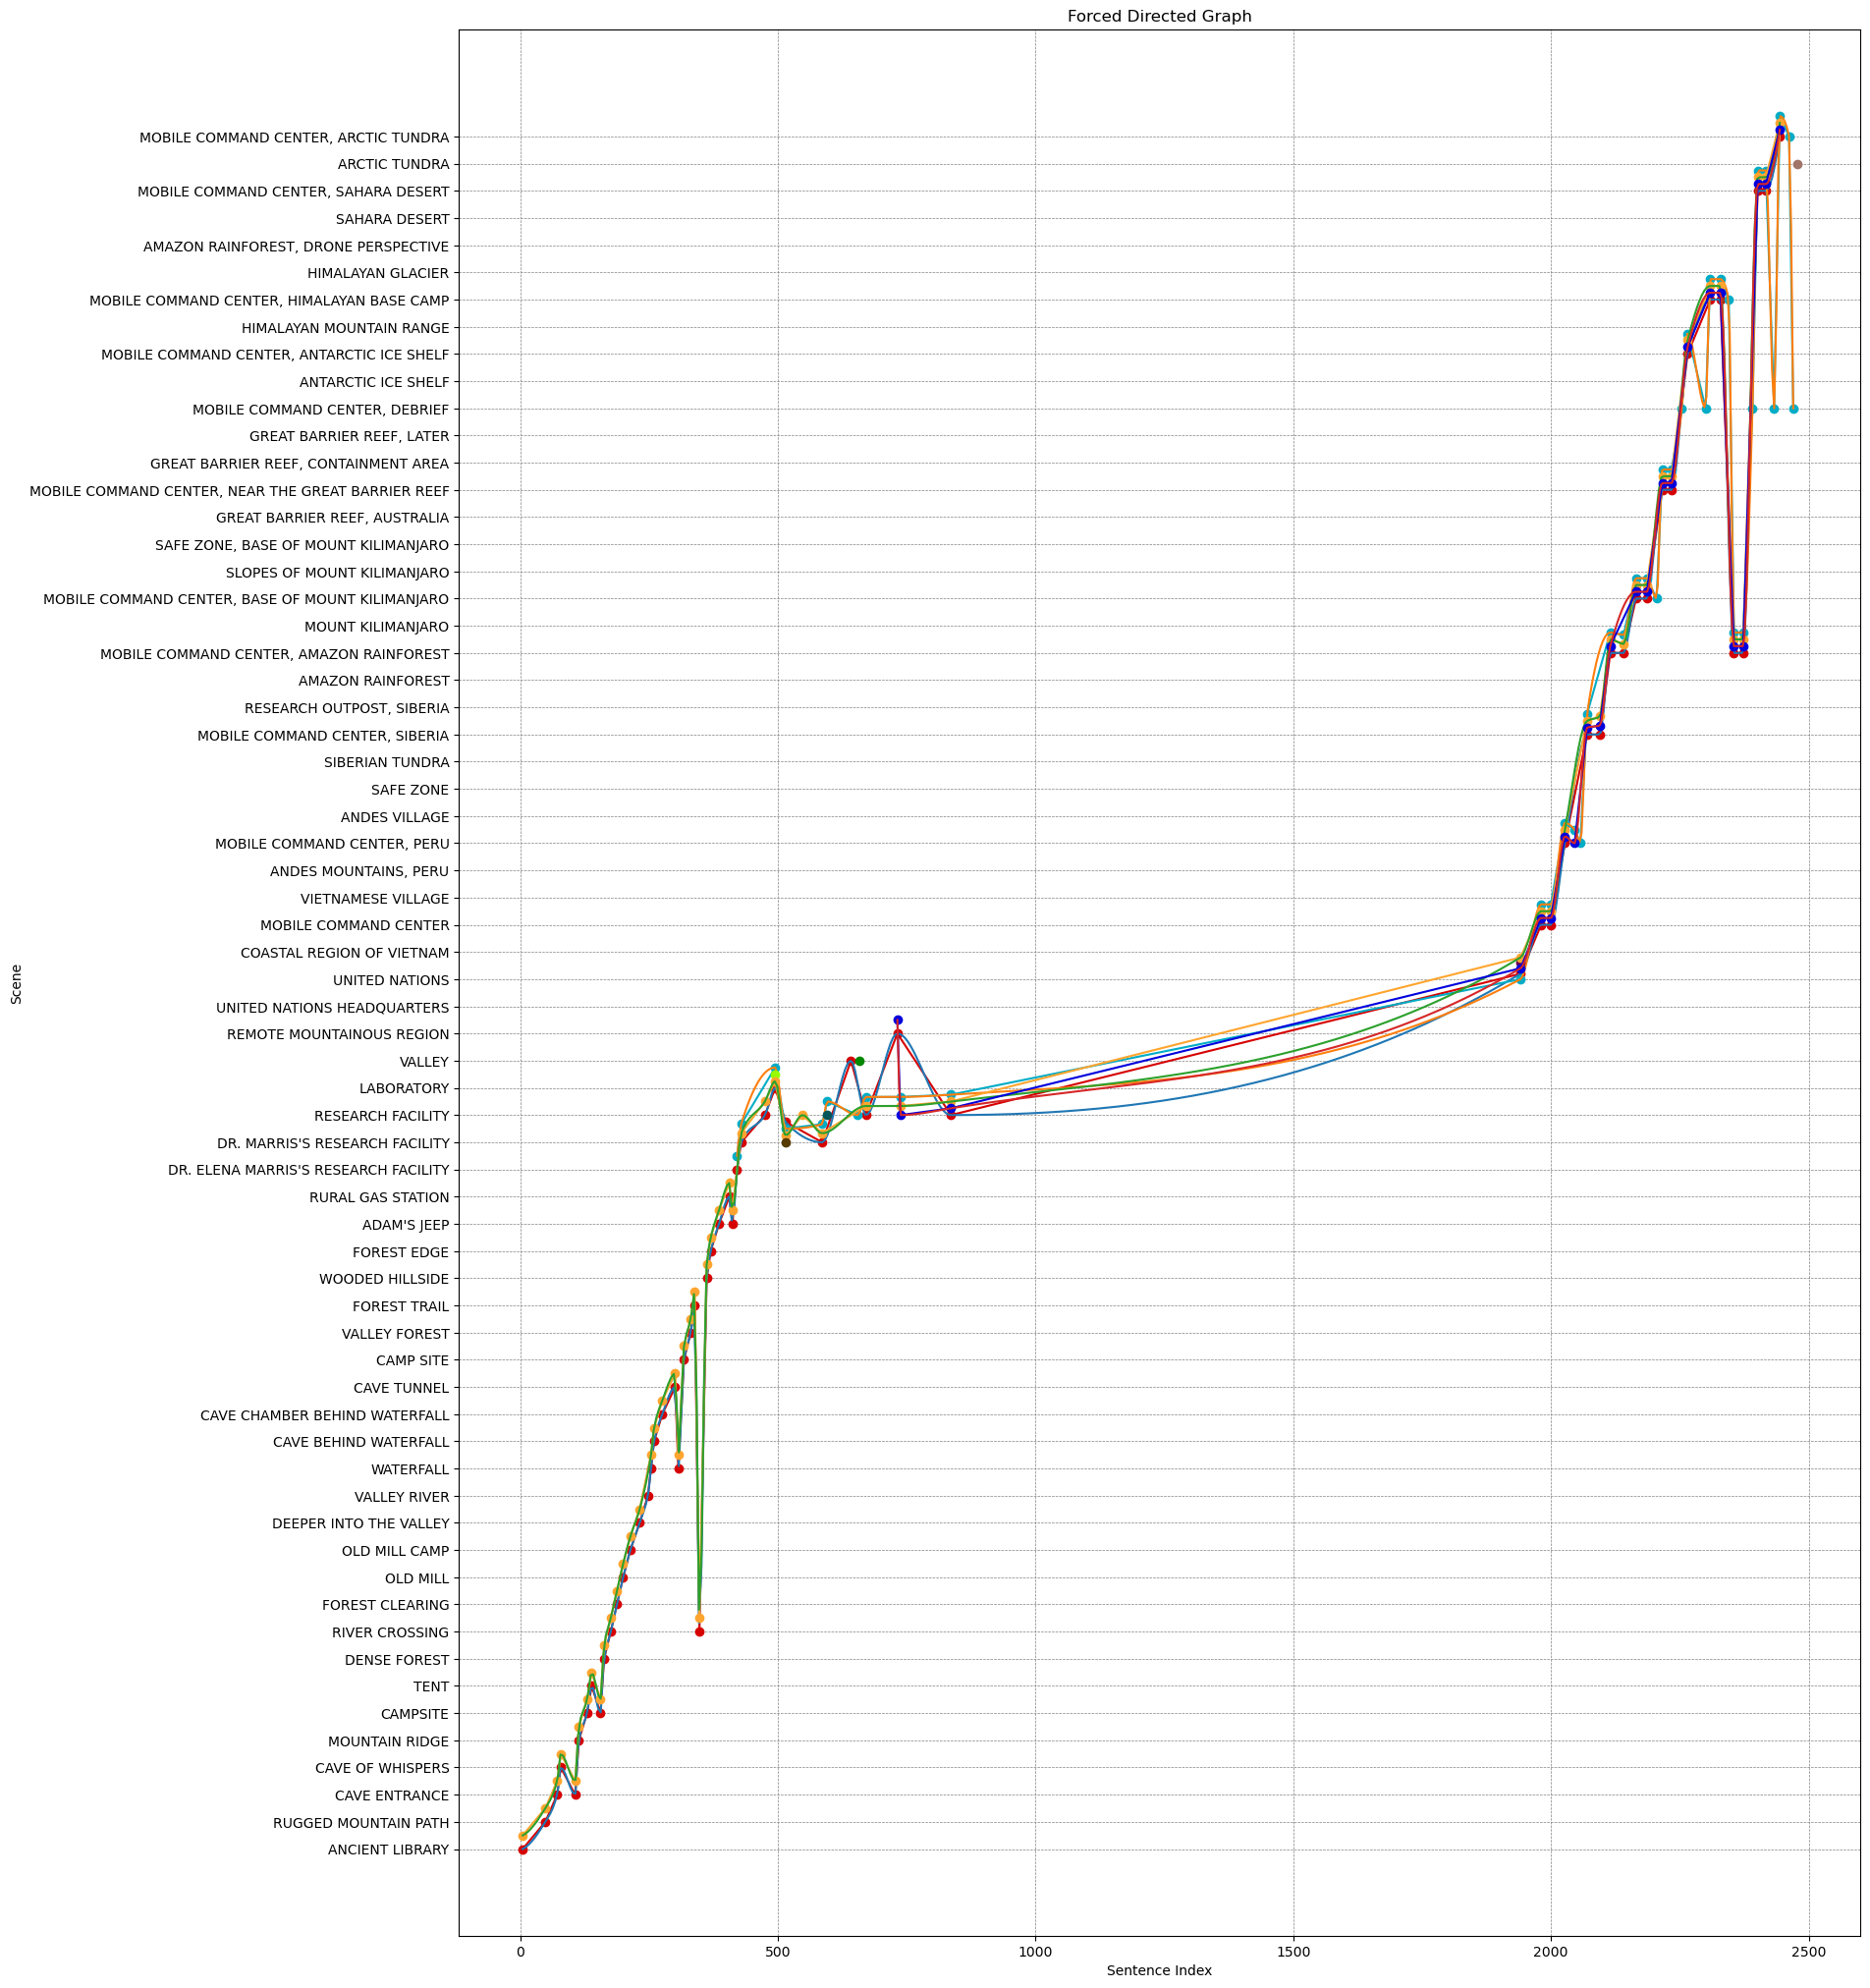 Forced Directed Graph
MOBILE COMMAND CENTER, ARCTIC TUNDRA
ARCTIC TUNDRA
MOBILE COMMAND CENTER, SAHARA DESERT
SAHARA DESERT
AMAZON RAINFOREST, DRONE PERSPECTIVE
HIMALAYAN GLACIER
MOBILE COMMAND CENTER, HIMALAYAN BASE CAMP
HIMALAYAN MOUNTAIN RANGE
MOBILE COMMAND CENTER, ANTARCTIC ICE SHELF
ANTARCTIC ICE SHELF
MOBILE COMMAND CENTER, DEBRIEF
GREAT BARRIER REEF, LATER
GREAT BARRIER REEF, CONTAINMENT AREA
MOBILE COMMAND CENTER, NEAR THE GREAT BARRIER REEF
GREAT BARRIER REEF, AUSTRALIA
SAFE ZONE, BASE OF MOUNT KILIMANJARO
SLOPES OF MOUNT KILIMANJARO
MOBILE COMMAND CENTER, BASE OF MOUNT KILIMANJARO
MOUNT KILIMANJARO
MOBILE COMMAND CENTER, AMAZON RAINFOREST
AMAZON RAINFOREST
RESEARCH OUTPOST, SIBERIA
MOBILE COMMAND CENTER, SIBERIA
SIBERIAN TUNDRA
SAFE ZONE
ANDES VILLAGE
MOBILE COMMAND CENTER, PERU
ANDES MOUNTAINS, PERU
VIETNAMESE VILLAGE
MOBILE COMMAND CENTER
COASTAL REGION OF VIETNAM
UNITED NATIONS
UNITED NATIONS HEADQUARTERS
REMOTE MOUNTAINOUS REGION
VALLEY
LABORATORY
RESEARCH FACILITY
DR. MARRIS'S RESEARCH FACILITY
DR. ELENA MARRIS'S RESEARCH FACILITY
RURAL GAS STATION
ADAM'S JEEP
FOREST EDGE
WOODED HILLSIDE
FOREST TRAIL
VALLEY FOREST
CAMP SITE
CAVE TUNNEL
CAVE CHAMBER BEHIND WATERFALL
CAVE BEHIND WATERFALL
WATERFALL
VALLEY RIVER
DEEPER INTO THE VALLEY
OLD MILL CAMP
OLD MILL
FOREST CLEARING
RIVER CROSSING
DENSE FOREST
TENT
CAMPSITE
MOUNTAIN RIDGE
CAVE OF WHISPERS
CAVE ENTRANCE
RUGGED MOUNTAIN PATH
ANCIENT LIBRARY
Scene
0 500 1000 1500 2000 2500
Sentence Index